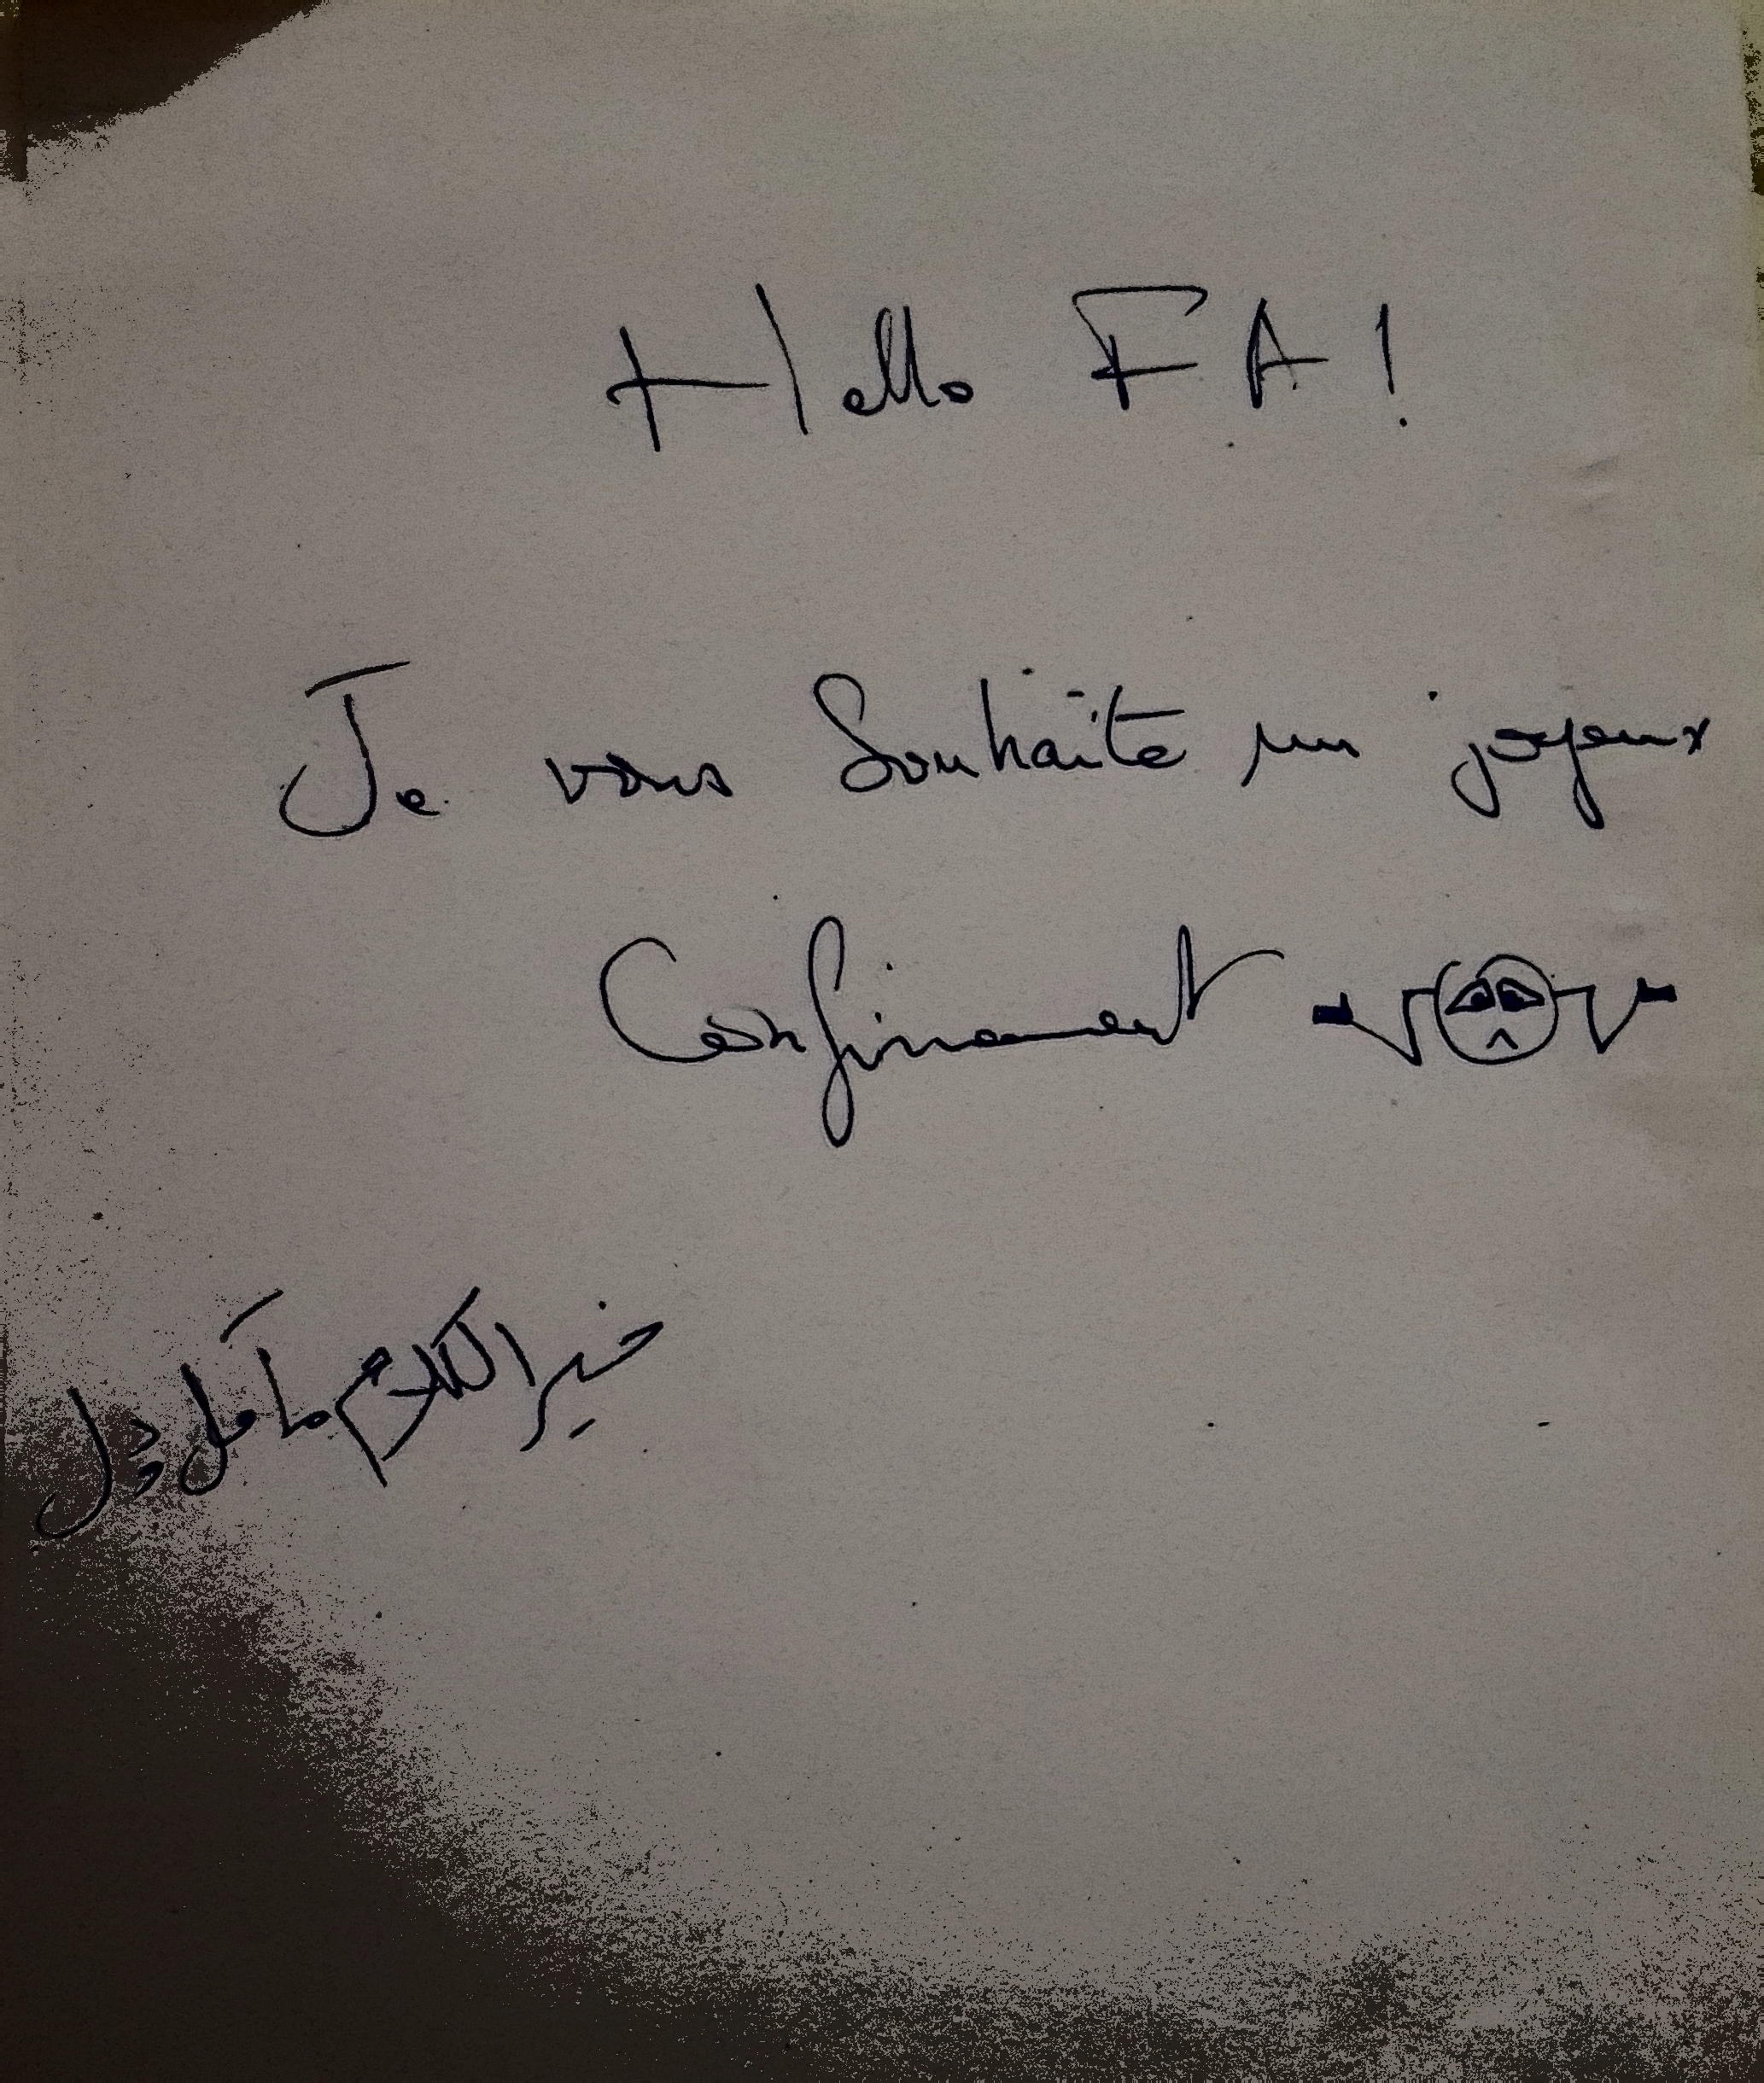 Hello FA!
Je vous souhaite un joyeux
Confinement
خير الكلام ما قل ودل